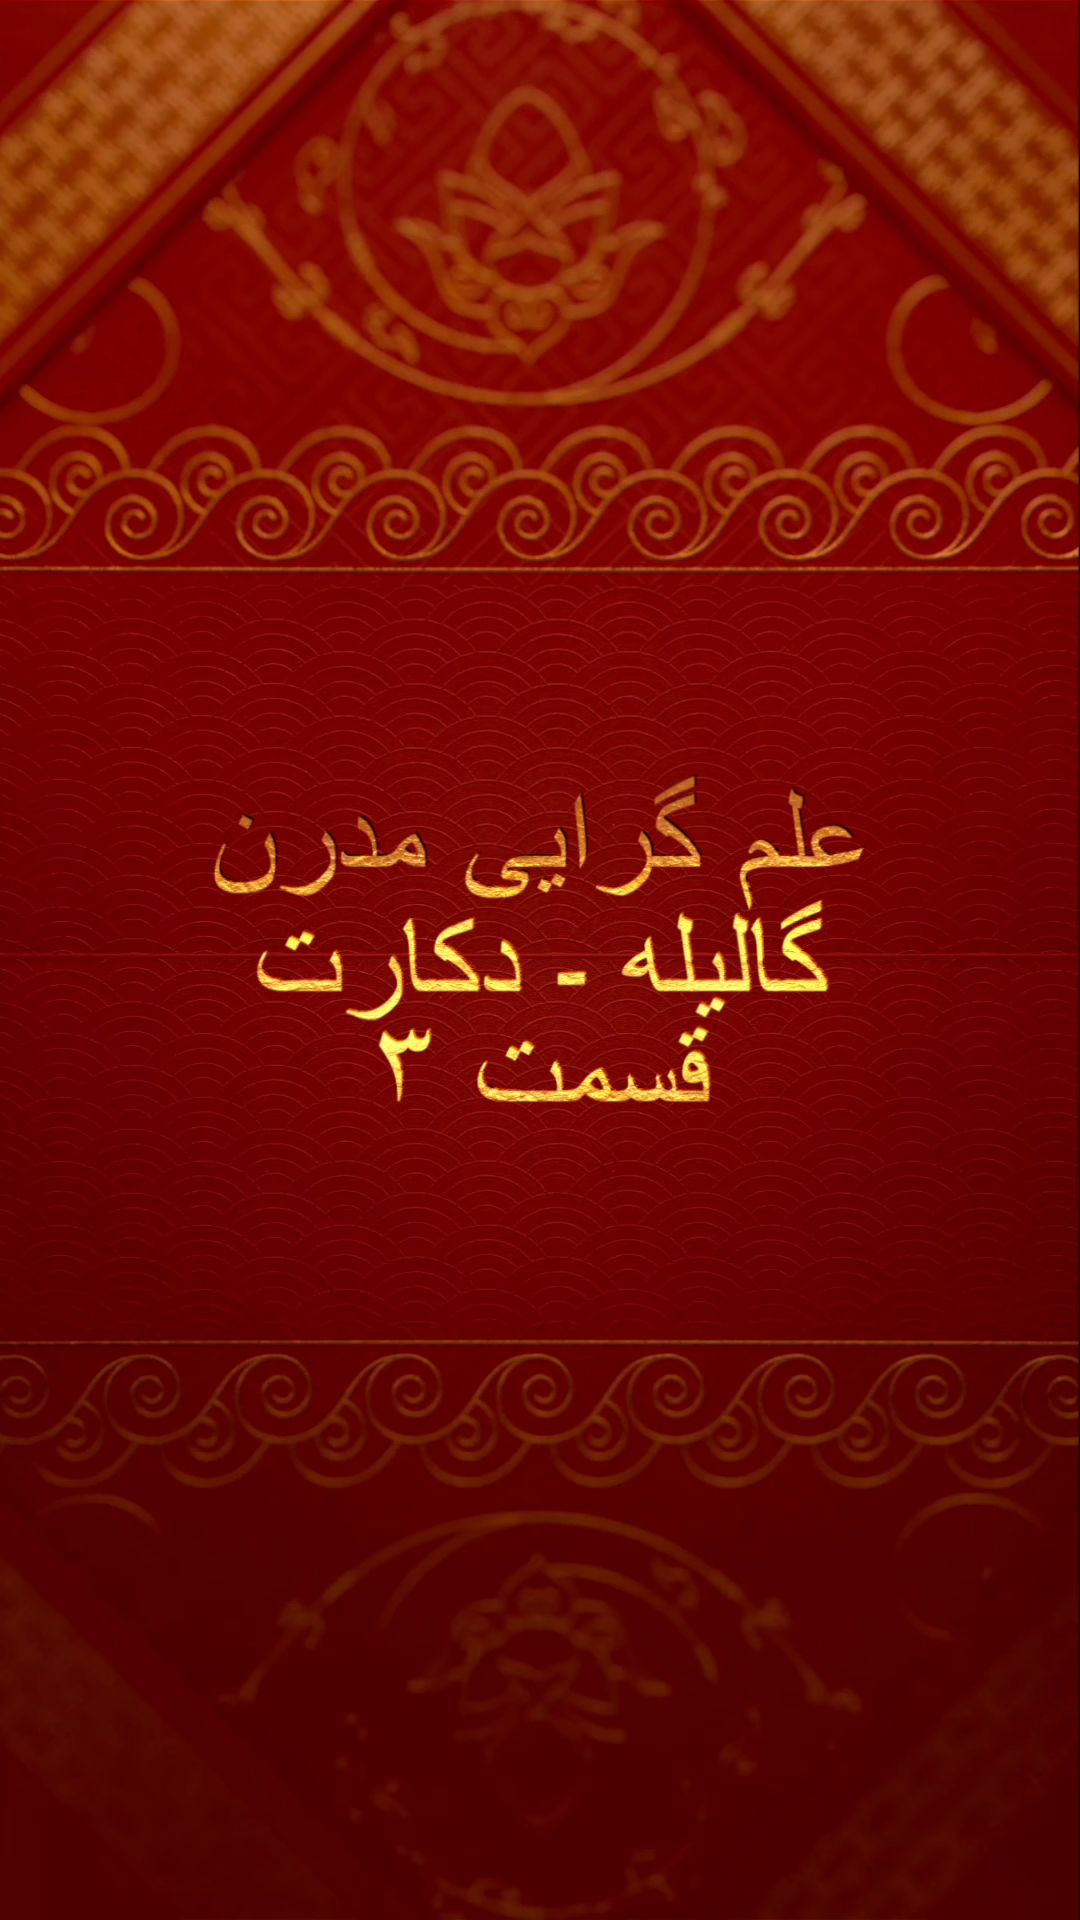 علم گرایی مدرن
گالیله - دکارت
قسمت ۳